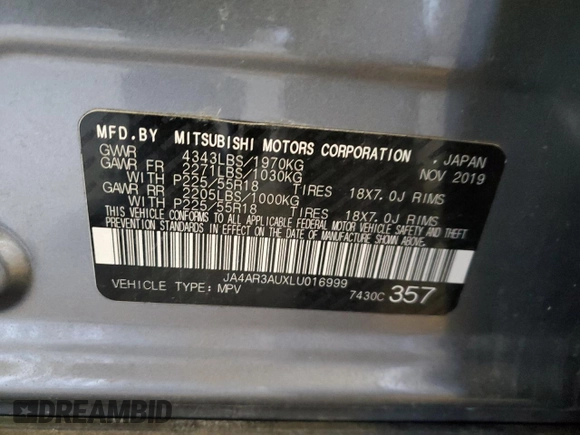 MFD.BY MITSUBISHI MOTORS CORPORATION . JAPAN
GVWR 4343LBS/1970KG NOV 2019
GAWR FR 2271LBS/1030KG
WITH P225/55R18 TIRES 18X7.0J RIMS
GAWR RR 2205LBS/1000KG
WITH P225/55R18 TIRES 18X7.0J RIMS
THIS VEHICLE CONFORMS TO ALL APPLICABLE FEDERAL MOTOR VEHICLE SAFETY AND THEFT
PREVENTION STANDARDS IN EFFECT ON THE DATE OF MANUFACTURE SHOWN ABOVE.
JA4AR3AUXLU016999
VEHICLE TYPE: MPV 7430C 357
DREAMBID